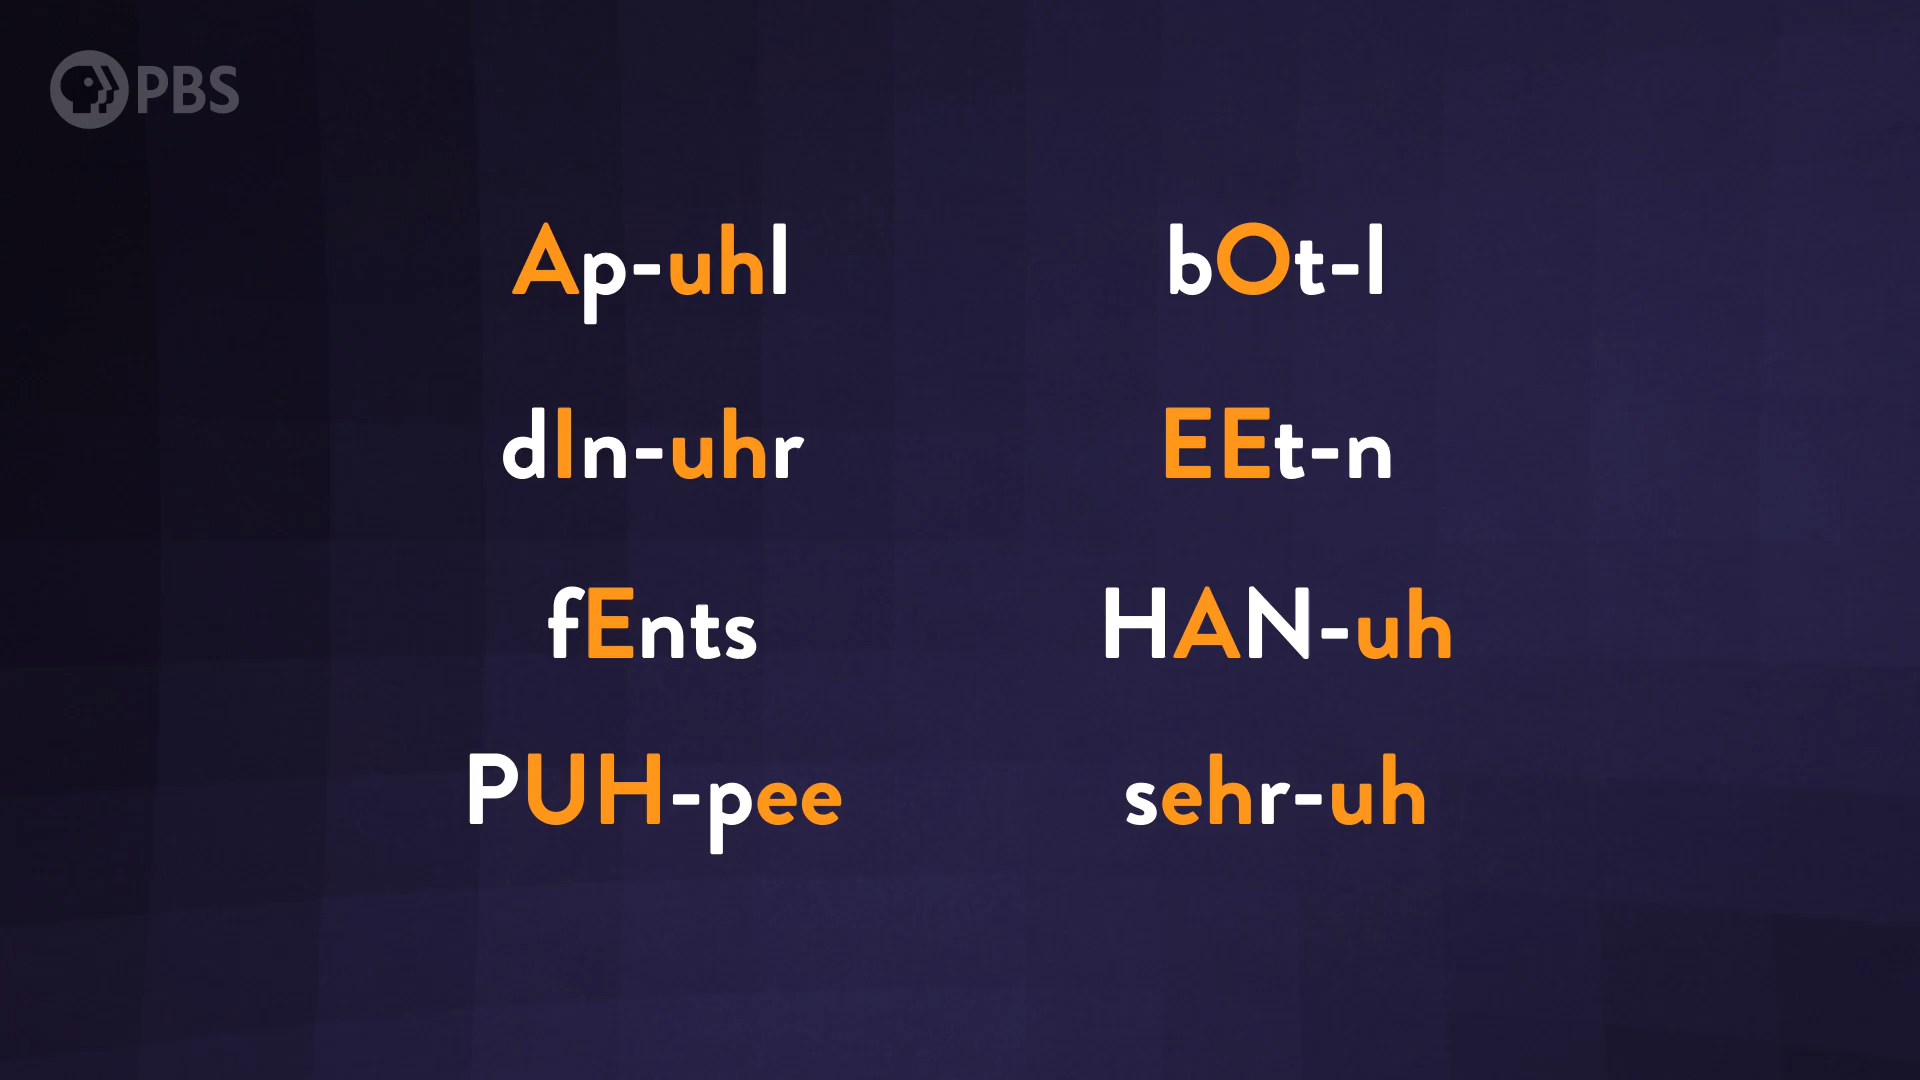 PBS
Ap-uhl bOt-l
dIn-uhr EEt-n
fEnts HAN-uh
PUH-pee sehr-uh